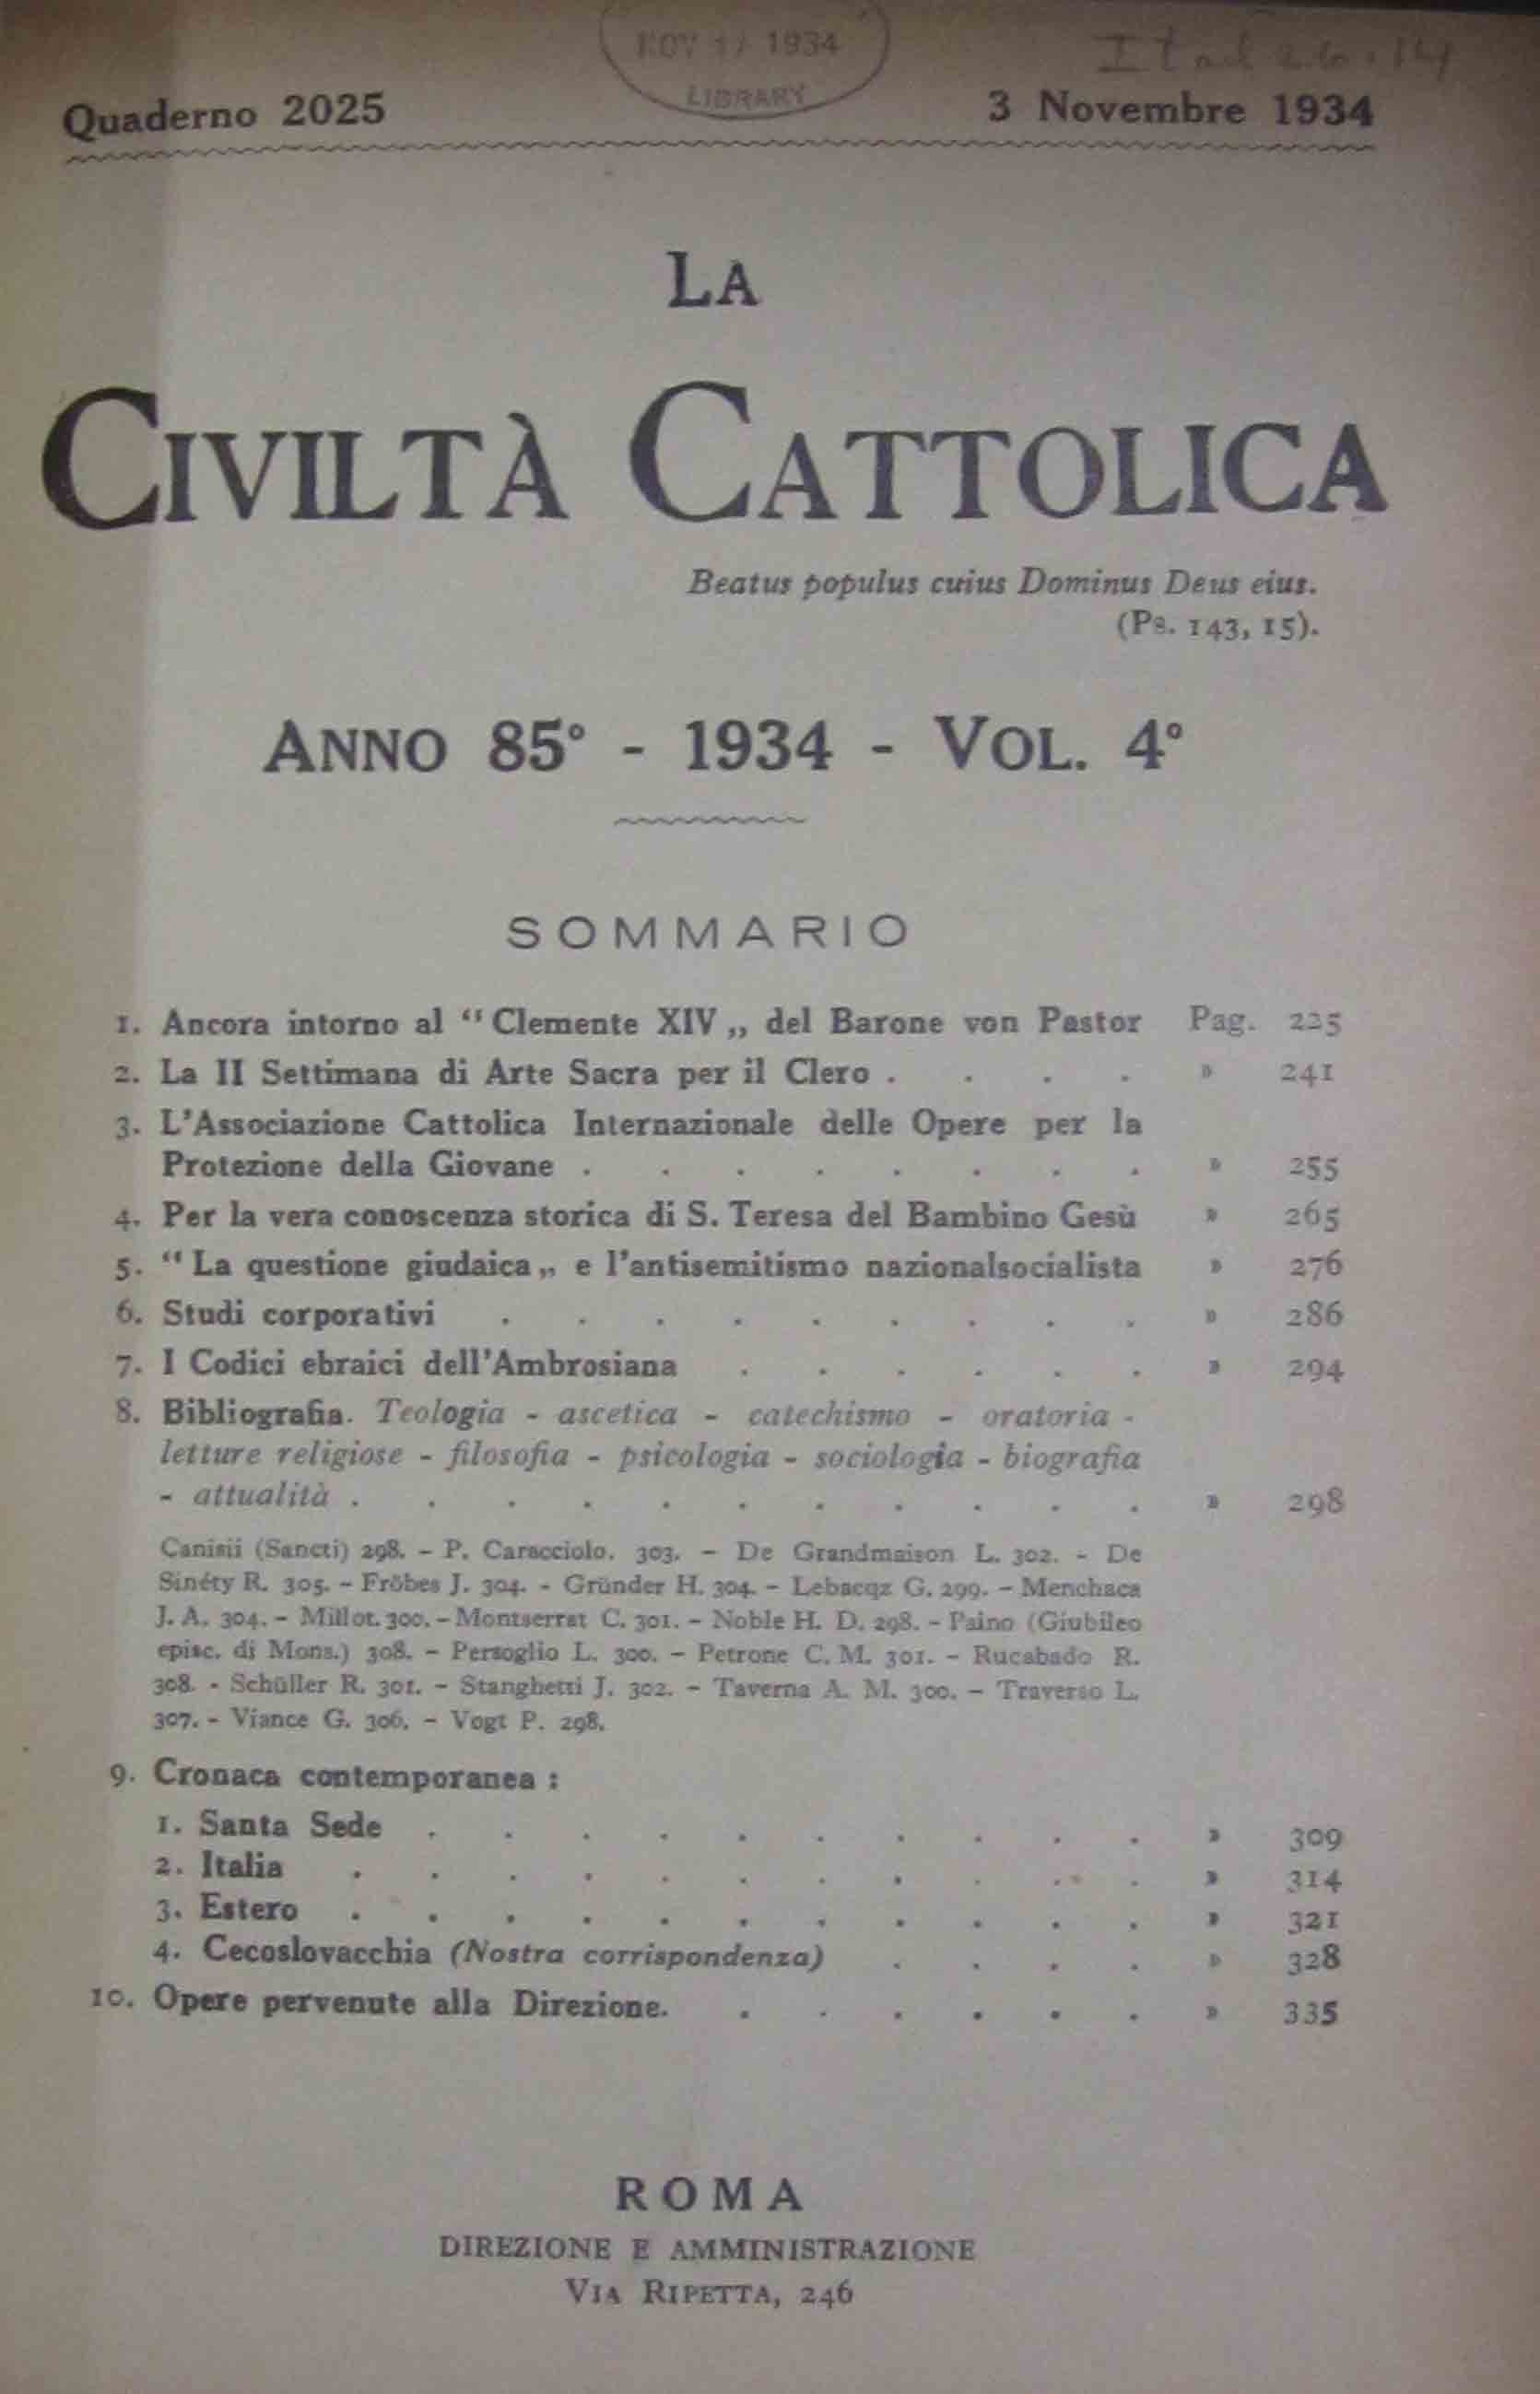 NOV 17 1934
LIBRARY
Quaderno 2025
3 Novembre 1934
LA
CIVILTÀ CATTOLICA
Beatus populus cuius Dominus Deus eius.
(Ps. 143, 15).
ANNO 85° - 1934 - VOL. 4°
SOMMARIO
1. Ancora intorno al “ Clemente XIV „ del Barone von Pastor Pag. 225
2. La II Settimana di Arte Sacra per il Clero . . . . » 241
3. L'Associazione Cattolica Internazionale delle Opere per la
Protezione della Giovane . . . . . . . . » 255
4. Per la vera conoscenza storica di S. Teresa del Bambino Gesù » 265
5. “ La questione giudaica „ e l'antisemitismo nazionalsocialista » 276
6. Studi corporativi . . . . . . . . . » 286
7. I Codici ebraici dell'Ambrosiana . . . . . . » 294
8. Bibliografia. Teologia - ascetica - catechismo - oratoria -
letture religiose - filosofia - psicologia - sociologia - biografia
- attualità . . . . . . . . . . . » 298
Canisii (Sancti) 298. – P. Caracciolo. 303. – De Grandmaison L. 302. - De
Sinéty R. 305. – Fröbes J. 304. - Gründer H. 304. – Lebacqz G. 299. – Menchaca
J. A. 304. – Millot. 300. – Montserrat C. 301. – Noble H. D. 298. – Paino (Giubileo
episc. di Mons.) 308. – Persoglio L. 300. – Petrone C. M. 301. – Rucabado R.
308. - Schüller R. 301. – Stanghetti J. 302. – Taverna A. M. 300. – Traverso L.
307. - Viance G. 306. – Vogt P. 298.
9. Cronaca contemporanea :
1. Santa Sede . . . . . . . . . . » 309
2. Italia . . . . . . . . . . . » 314
3. Estero . . . . . . . . . . . » 321
4. Cecoslovacchia (Nostra corrispondenza) . . . . » 328
10. Opere pervenute alla Direzione. . . . . . . » 335
ROMA
DIREZIONE E AMMINISTRAZIONE
VIA RIPETTA, 246